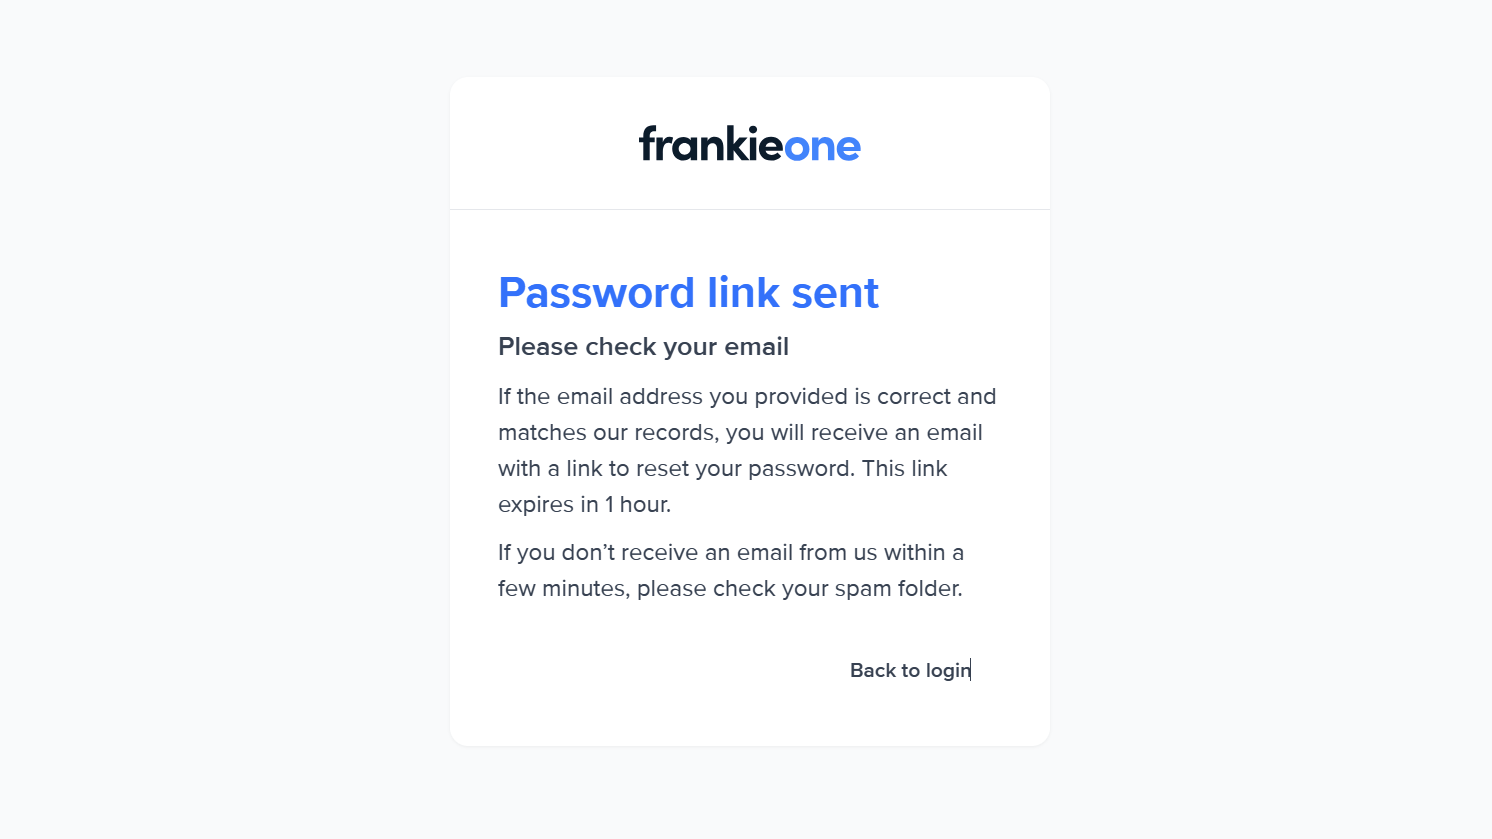 frankieone
Password link sent
Please check your email
If the email address you provided is correct and
matches our records, you will receive an email
with a link to reset your password. This link
expires in 1 hour.
If you don’t receive an email from us within a
few minutes, please check your spam folder.
Back to login